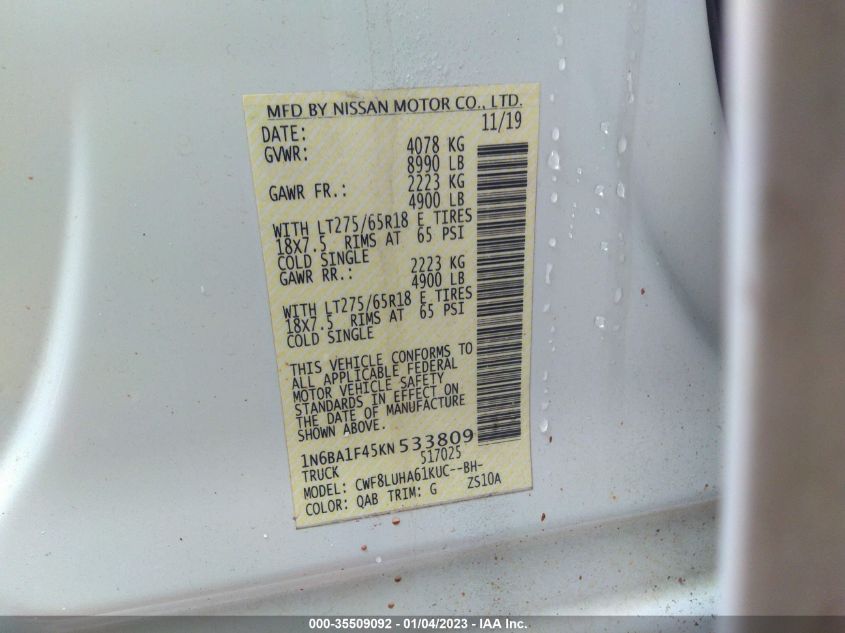 MFD BY NISSAN MOTOR CO., LTD.
DATE: 11/19
GVWR: 4078 KG
8990 LB
GAWR FR.: 2223 KG
4900 LB
WITH LT275/65R18 E TIRES
18X7.5 RIMS AT 65 PSI
COLD SINGLE
GAWR RR.: 2223 KG
4900 LB
WITH LT275/65R18 E TIRES
18X7.5 RIMS AT 65 PSI
COLD SINGLE
THIS VEHICLE CONFORMS TO
ALL APPLICABLE FEDERAL
MOTOR VEHICLE SAFETY
STANDARDS IN EFFECT ON
THE DATE OF MANUFACTURE
SHOWN ABOVE.
1N6BA1F45KN533809
TRUCK 517025
MODEL: CWF8LUHA61KUC--BH-
COLOR: QAB TRIM: G ZS10A
000-35509092 - 01/04/2023 - IAA Inc.